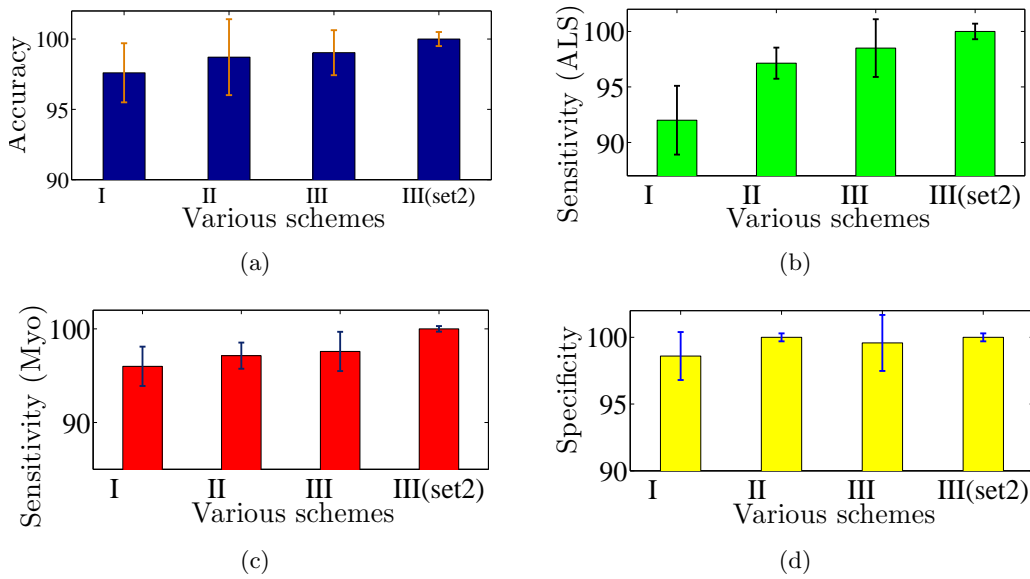 Accuracy
100
95
90
I II III III(set2)
Various schemes
(a)
Sensitivity (ALS)
100
95
90
I II III III(set2)
Various schemes
(b)
Sensitivity (Myo)
100
90
I II III III(set2)
Various schemes
(c)
Specificity
100
95
90
I II III III(set2)
Various schemes
(d)